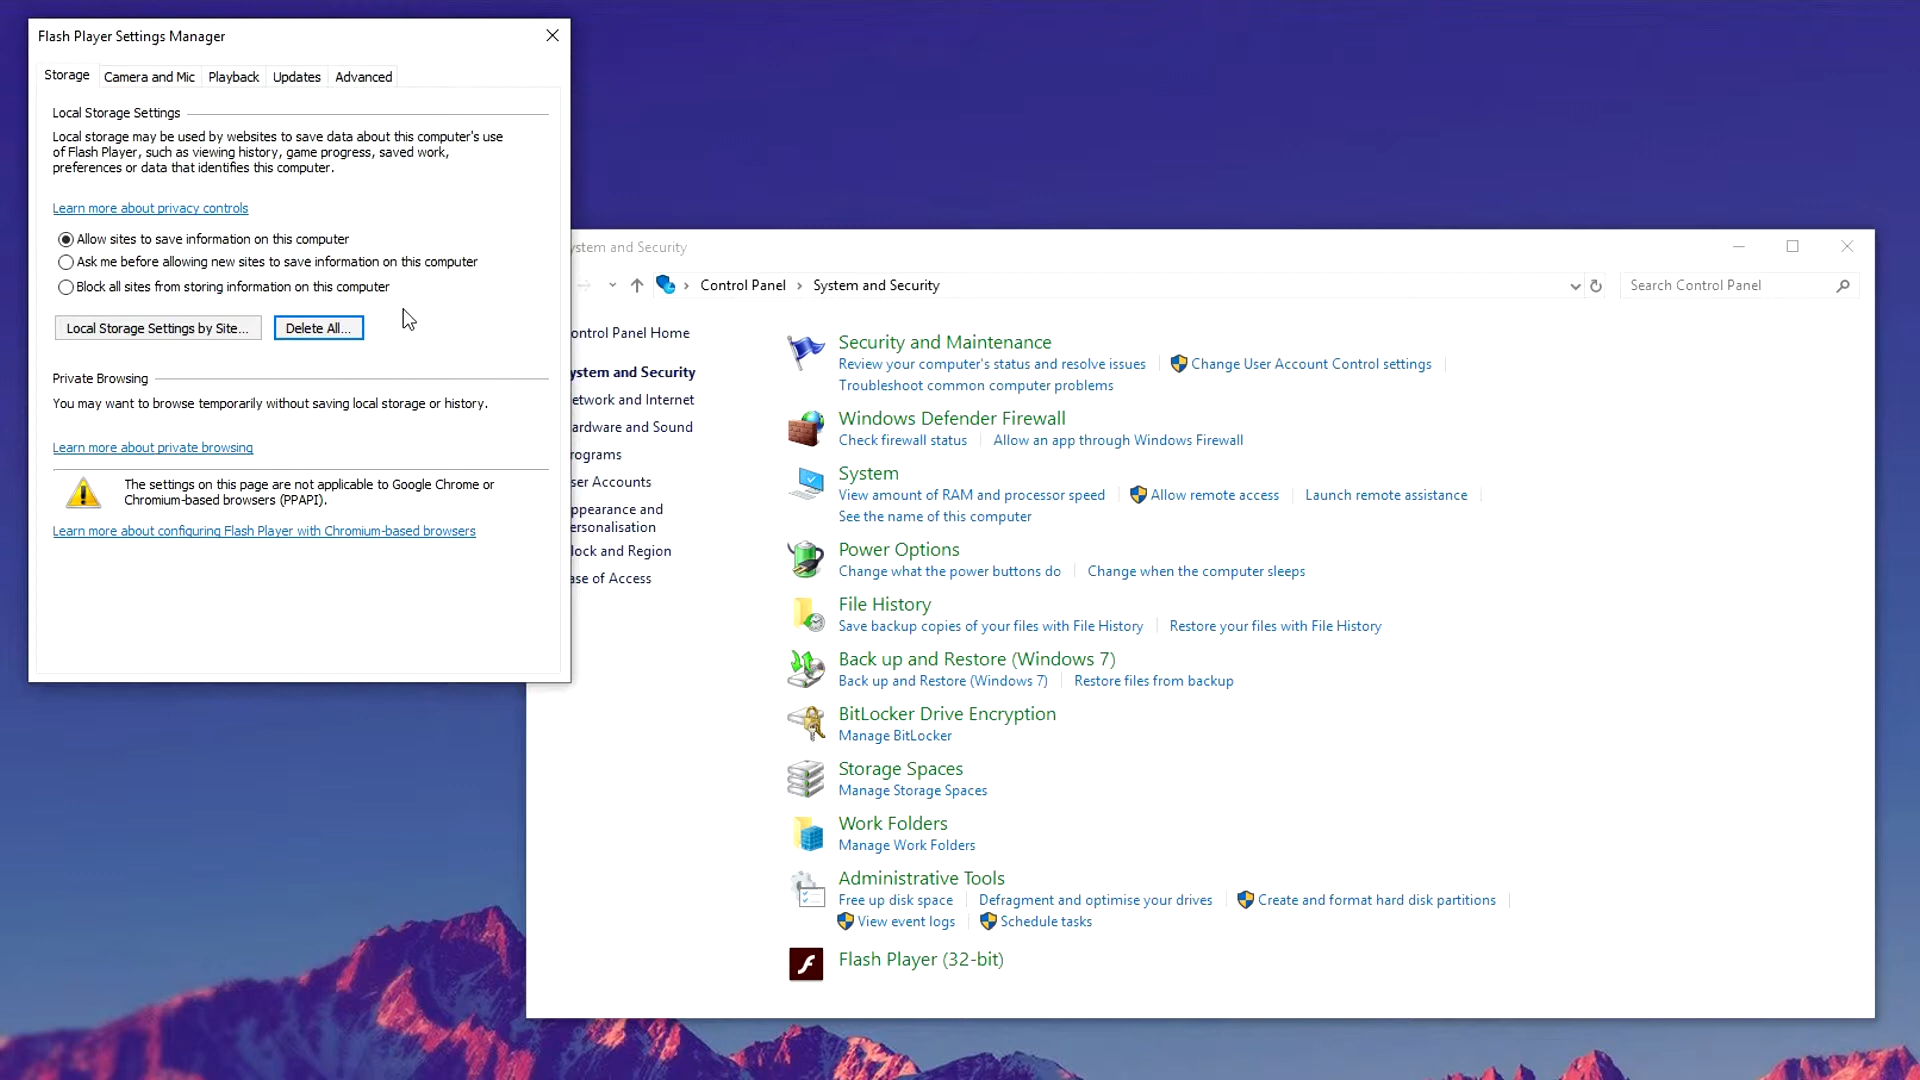 Flash Player Settings Manager
Storage
Camera and Mic
Playback
Updates
Advanced
Local Storage Settings
Local storage may be used by websites to save data about this computer's use
of Flash Player, such as viewing history, game progress, saved work,
preferences or data that identifies this computer.
Learn more about privacy controls
Allow sites to save information on this computer
Ask me before allowing new sites to save information on this computer
Block all sites from storing information on this computer
Local Storage Settings by Site...
Delete All...
Private Browsing
You may want to browse temporarily without saving local storage or history.
Learn more about private browsing
The settings on this page are not applicable to Google Chrome or
Chromium-based browsers (PPAPI).
Learn more about configuring Flash Player with Chromium-based browsers
ystem and Security
Control Panel › System and Security
Search Control Panel
ontrol Panel Home
ystem and Security
etwork and Internet
ardware and Sound
rograms
ser Accounts
ppearance and
ersonalisation
lock and Region
ase of Access
Security and Maintenance
Review your computer's status and resolve issues
Change User Account Control settings
Troubleshoot common computer problems
Windows Defender Firewall
Check firewall status
Allow an app through Windows Firewall
System
View amount of RAM and processor speed
Allow remote access
Launch remote assistance
See the name of this computer
Power Options
Change what the power buttons do
Change when the computer sleeps
File History
Save backup copies of your files with File History
Restore your files with File History
Back up and Restore (Windows 7)
Back up and Restore (Windows 7)
Restore files from backup
BitLocker Drive Encryption
Manage BitLocker
Storage Spaces
Manage Storage Spaces
Work Folders
Manage Work Folders
Administrative Tools
Free up disk space
Defragment and optimise your drives
Create and format hard disk partitions
View event logs
Schedule tasks
Flash Player (32-bit)